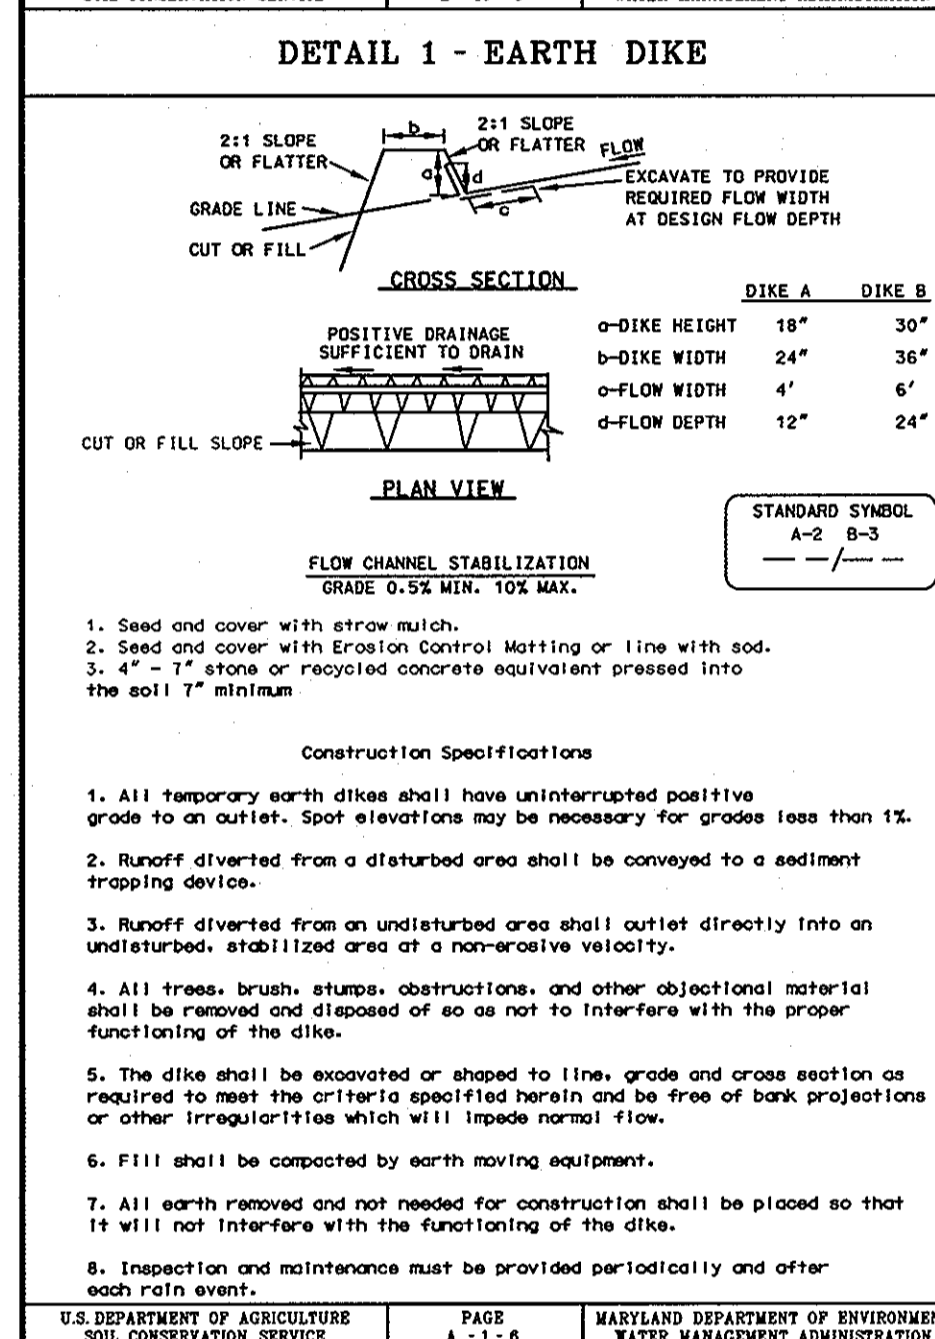 DETAIL 1 - EARTH DIKE
2:1 SLOPE
OR FLATTER
b
2:1 SLOPE
OR FLATTER
FLOW
a
d
c
EXCAVATE TO PROVIDE
REQUIRED FLOW WIDTH
AT DESIGN FLOW DEPTH
GRADE LINE
CUT OR FILL
CROSS SECTION
DIKE A DIKE B
a-DIKE HEIGHT 18" 30"
b-DIKE WIDTH 24" 36"
c-FLOW WIDTH 4' 6'
d-FLOW DEPTH 12" 24"
POSITIVE DRAINAGE
SUFFICIENT TO DRAIN
CUT OR FILL SLOPE
PLAN VIEW
STANDARD SYMBOL
A-2 B-3
— —/— —
FLOW CHANNEL STABILIZATION
GRADE 0.5% MIN. 10% MAX.
1. Seed and cover with straw mulch.
2. Seed and cover with Erosion Control Matting or line with sod.
3. 4" - 7" stone or recycled concrete equivalent pressed into
the soil 7" minimum
Construction Specifications
1. All temporary earth dikes shall have uninterrupted positive
grade to an outlet. Spot elevations may be necessary for grades less than 1%.
2. Runoff diverted from a disturbed area shall be conveyed to a sediment
trapping device.
3. Runoff diverted from an undisturbed area shall outlet directly into an
undisturbed, stabilized area at a non-erosive velocity.
4. All trees, brush, stumps, obstructions, and other objectional material
shall be removed and disposed of so as not to interfere with the proper
functioning of the dike.
5. The dike shall be excavated or shaped to line, grade and cross section as
required to meet the criteria specified herein and be free of bank projections
or other irregularities which will impede normal flow.
6. Fill shall be compacted by earth moving equipment.
7. All earth removed and not needed for construction shall be placed so that
it will not interfere with the functioning of the dike.
8. Inspection and maintenance must be provided periodically and after
each rain event.
U.S. DEPARTMENT OF AGRICULTURE
SOIL CONSERVATION SERVICE
PAGE
A - 1 - 6
MARYLAND DEPARTMENT OF ENVIRONME
WATER MANAGEMENT ADMINISTRATION